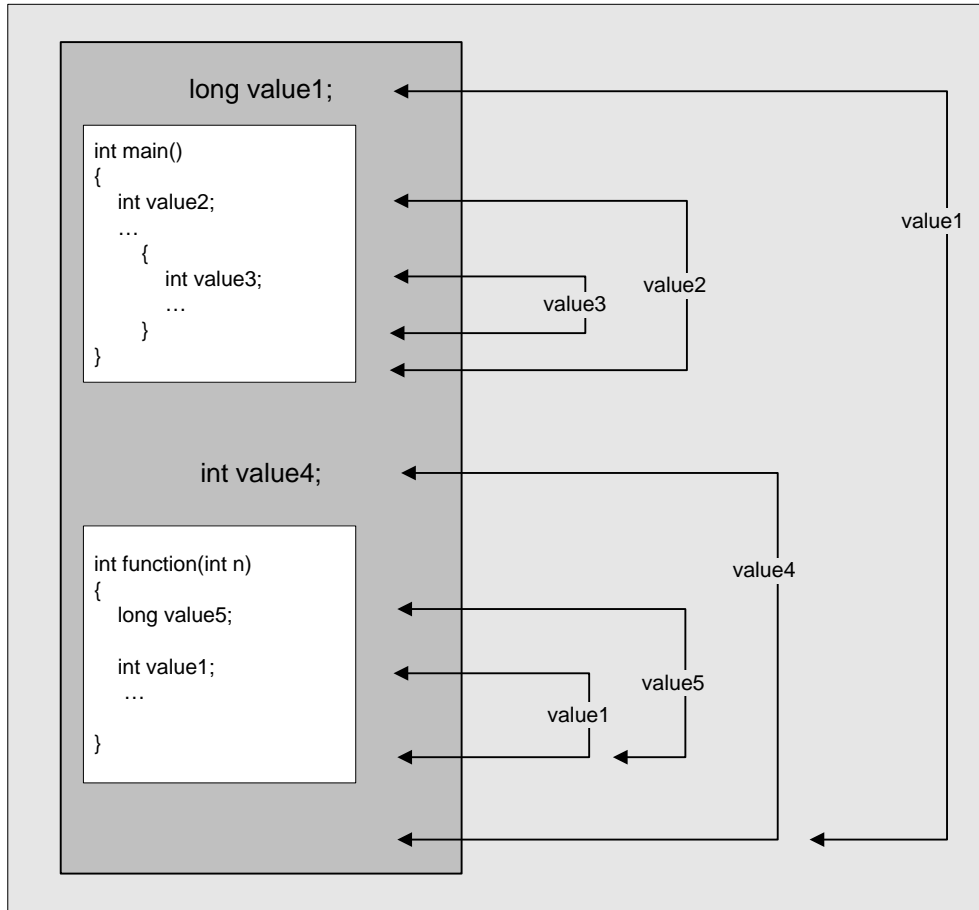 long value1;
int main()
{
int value2;
…
{
int value3;
…
}
}
value3
value2
value1
int value4;
int function(int n)
{
long value5;
int value1;
…
}
value1
value5
value4